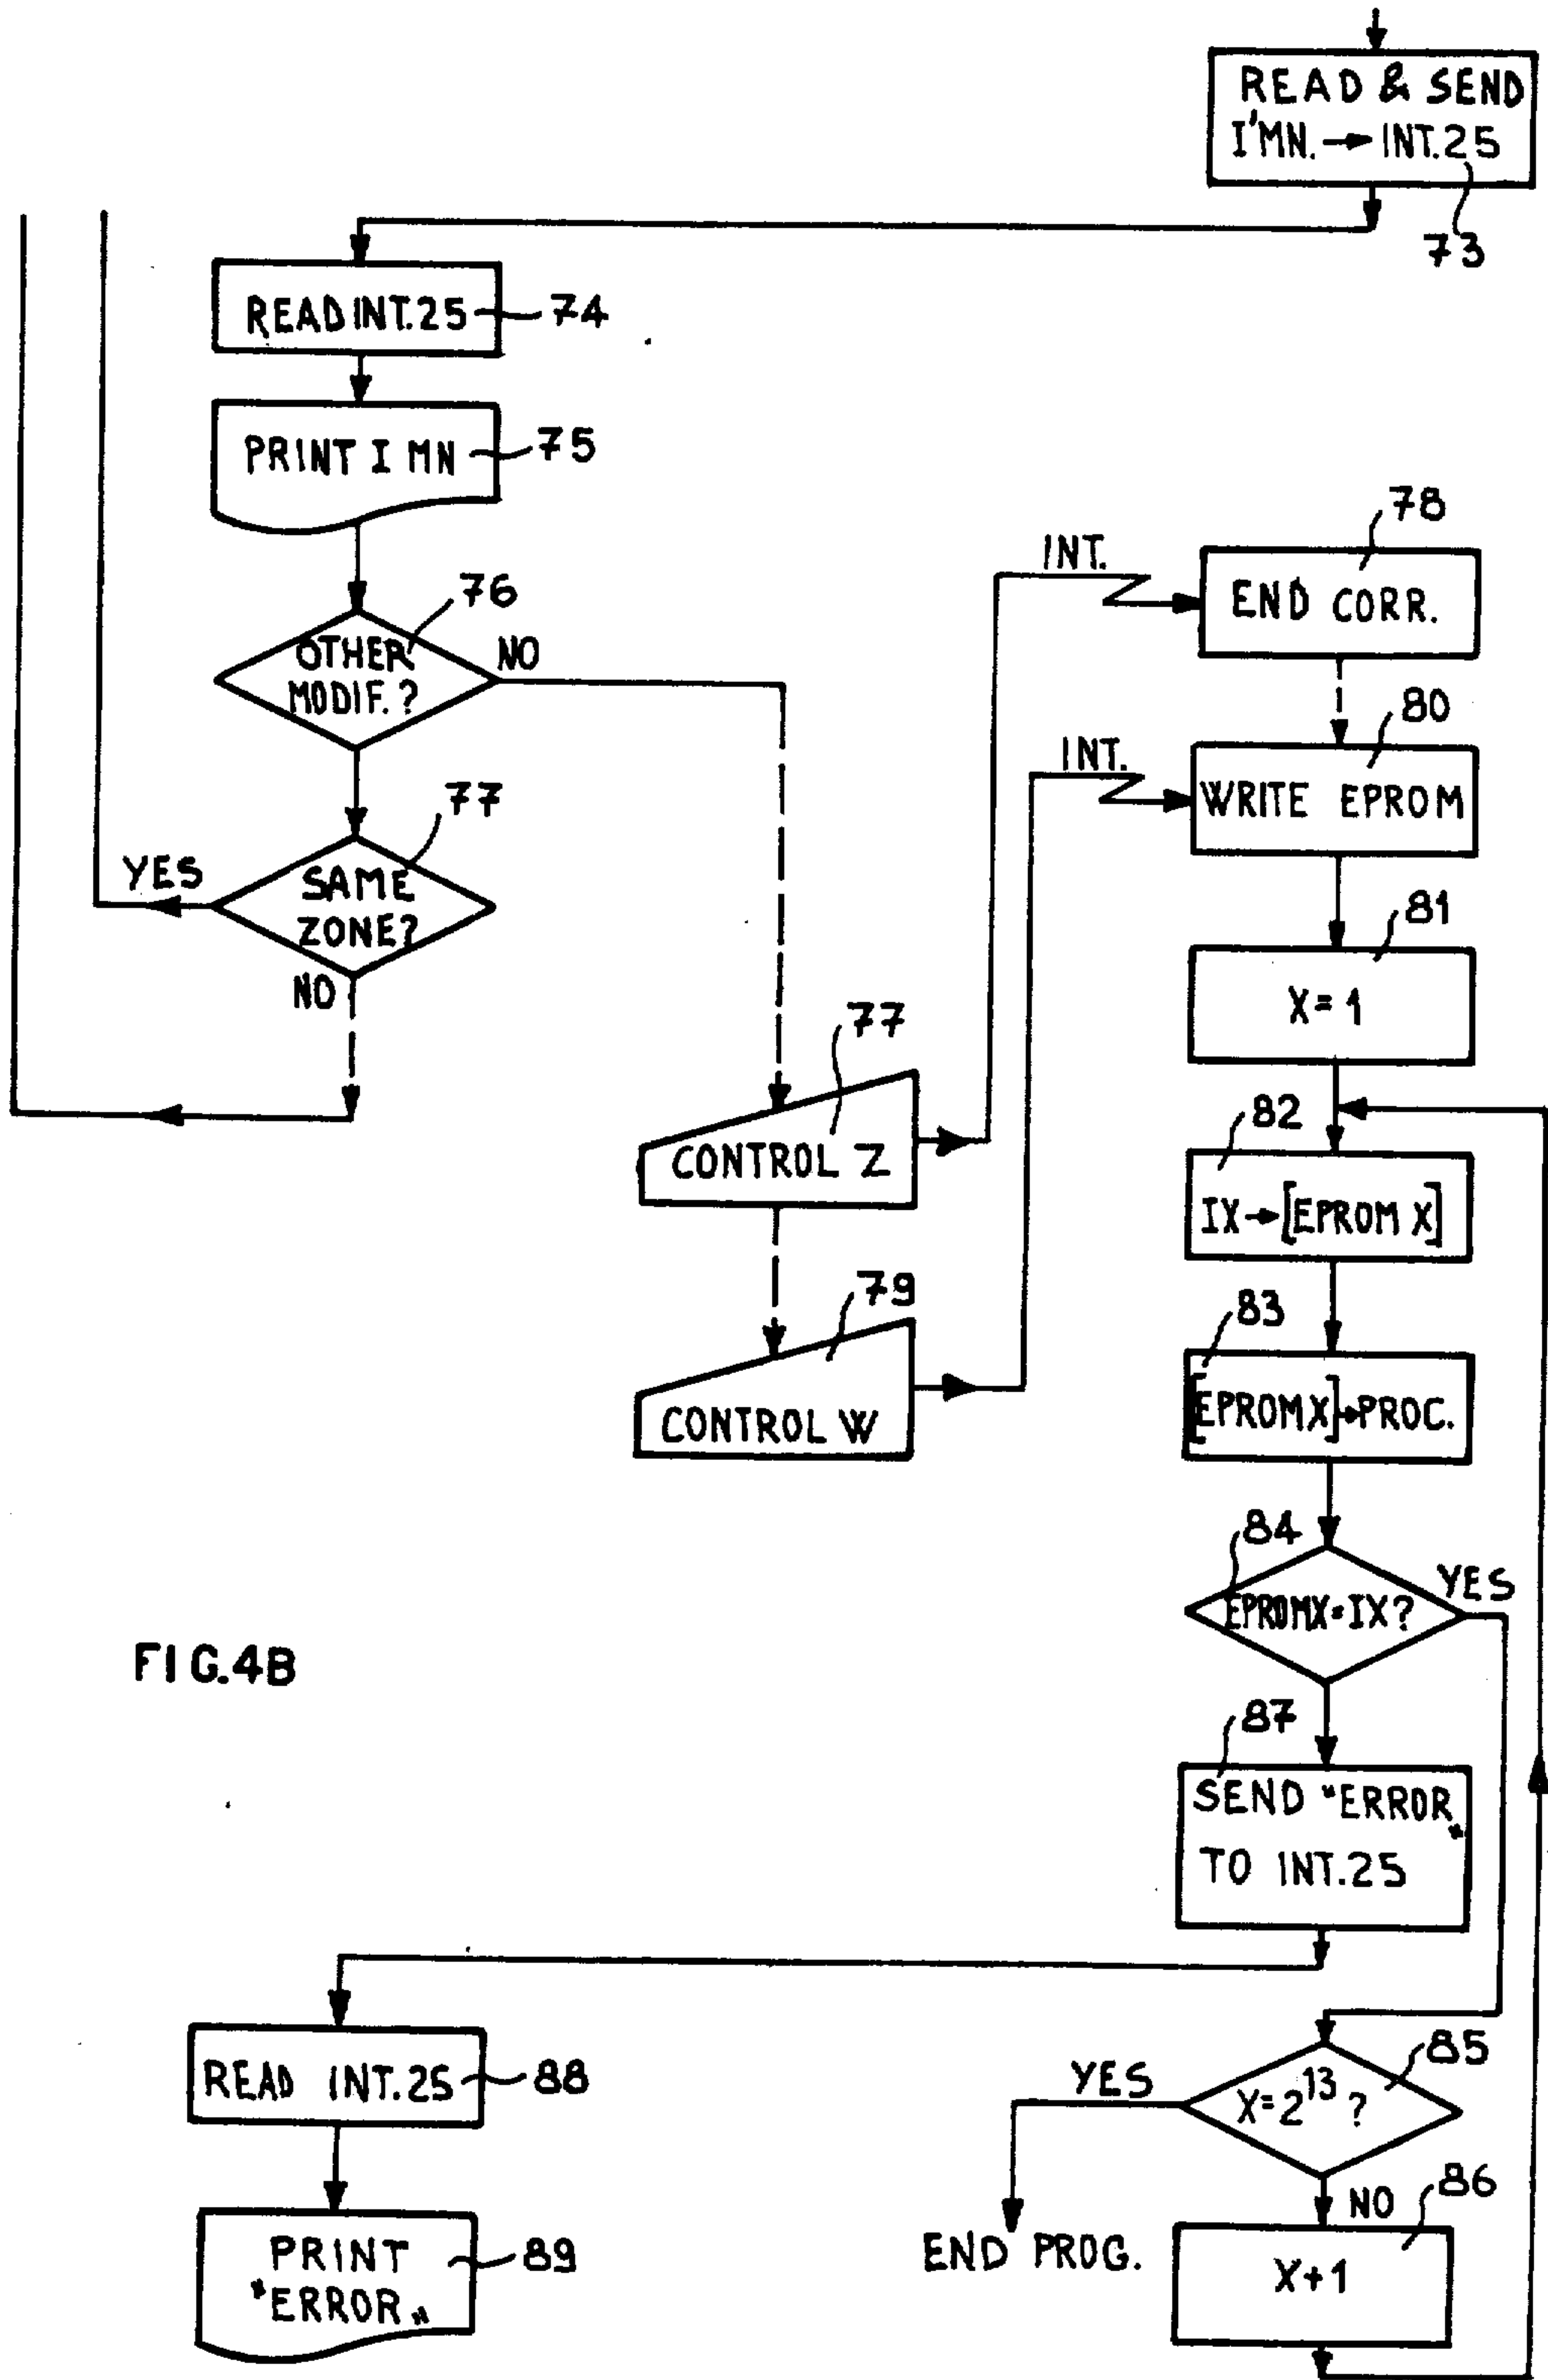 READ & SEND
I'MN. → INT.25
73
READ INT.25
74
PRINT I MN
75
76
OTHER
MODIF.?
NO
77
YES
SAME
ZONE?
NO
INT.
78
END CORR.
80
INT.
WRITE EPROM
81
X=1
77
CONTROL Z
82
IX→[EPROM X]
79
CONTROL W
83
[EPROMX]→PROC.
84
EPROMX=IX?
YES
FIG.4B
87
SEND "ERROR"
TO INT.25
READ INT.25
88
85
X=2¹³?
YES
END PROG.
NO
86
X+1
PRINT
"ERROR"
89